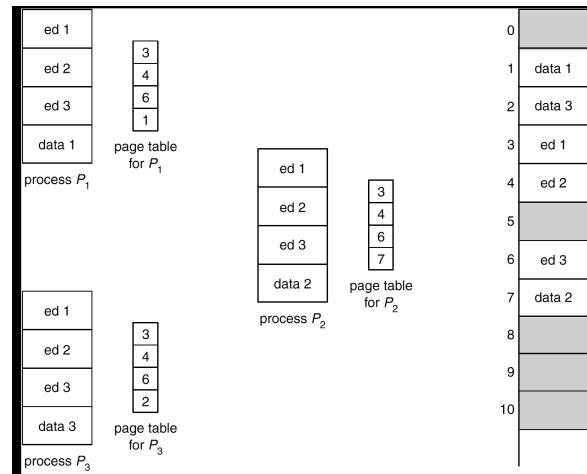 ed 1
ed 2
ed 3
data 1
process P1
3
4
6
1
page table
for P1
ed 1
ed 2
ed 3
data 2
process P2
3
4
6
7
page table
for P2
ed 1
ed 2
ed 3
data 3
process P3
3
4
6
2
page table
for P3
0
1 data 1
2 data 3
3 ed 1
4 ed 2
5
6 ed 3
7 data 2
8
9
10